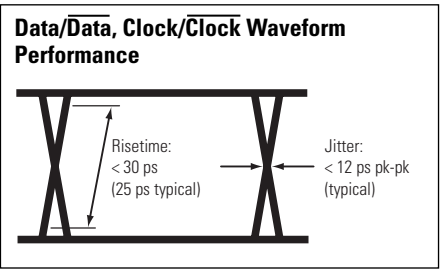 Data/Data, Clock/Clock Waveform
Performance
Risetime:
< 30 ps
(25 ps typical)
Jitter:
< 12 ps pk-pk
(typical)